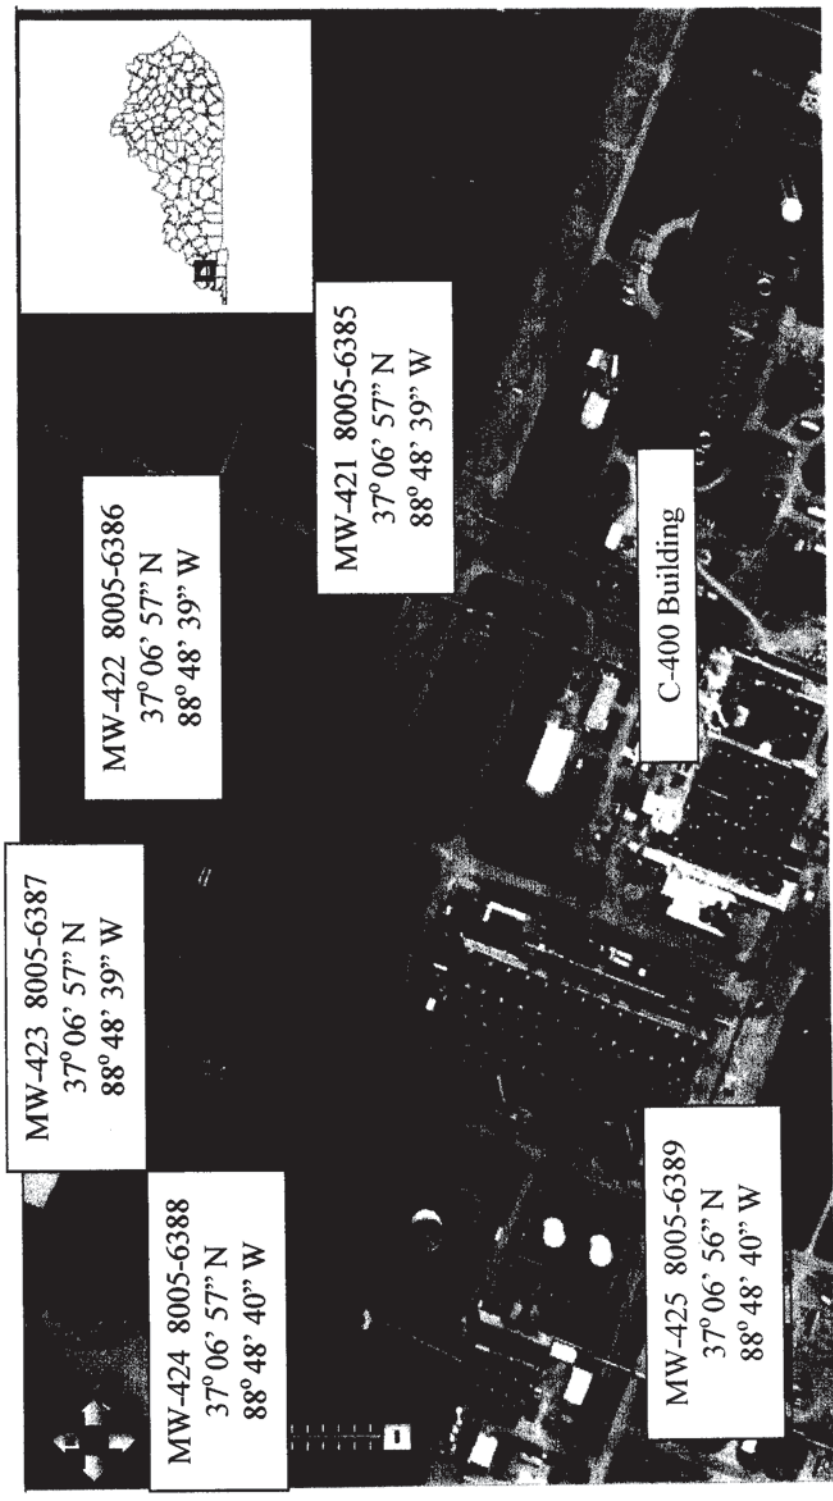 MW-424 8005-6388
37° 06' 57” N
88° 48' 40” W
MW-423 8005-6387
37° 06' 57” N
88° 48' 39” W
MW-422 8005-6386
37° 06' 57” N
88° 48' 39” W
MW-421 8005-6385
37° 06' 57” N
88° 48' 39” W
MW-425 8005-6389
37° 06' 56” N
88° 48' 40” W
C-400 Building